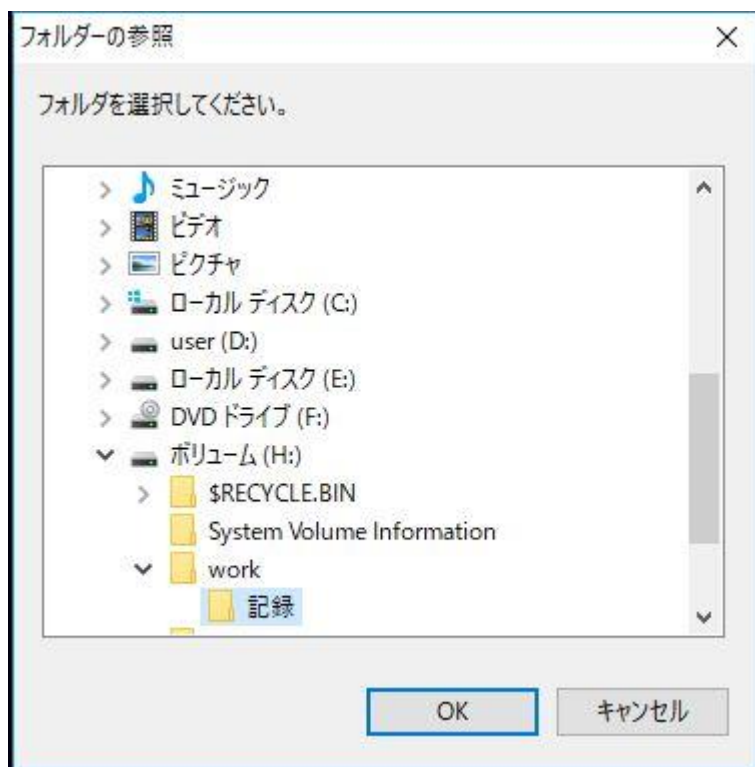 フォルダーの参照
フォルダを選択してください。
ミュージック
ビデオ
ピクチャ
ローカル ディスク (C:)
user (D:)
ローカル ディスク (E:)
DVD ドライブ (F:)
ボリューム (H:)
$RECYCLE.BIN
System Volume Information
work
記録
OK
キャンセル